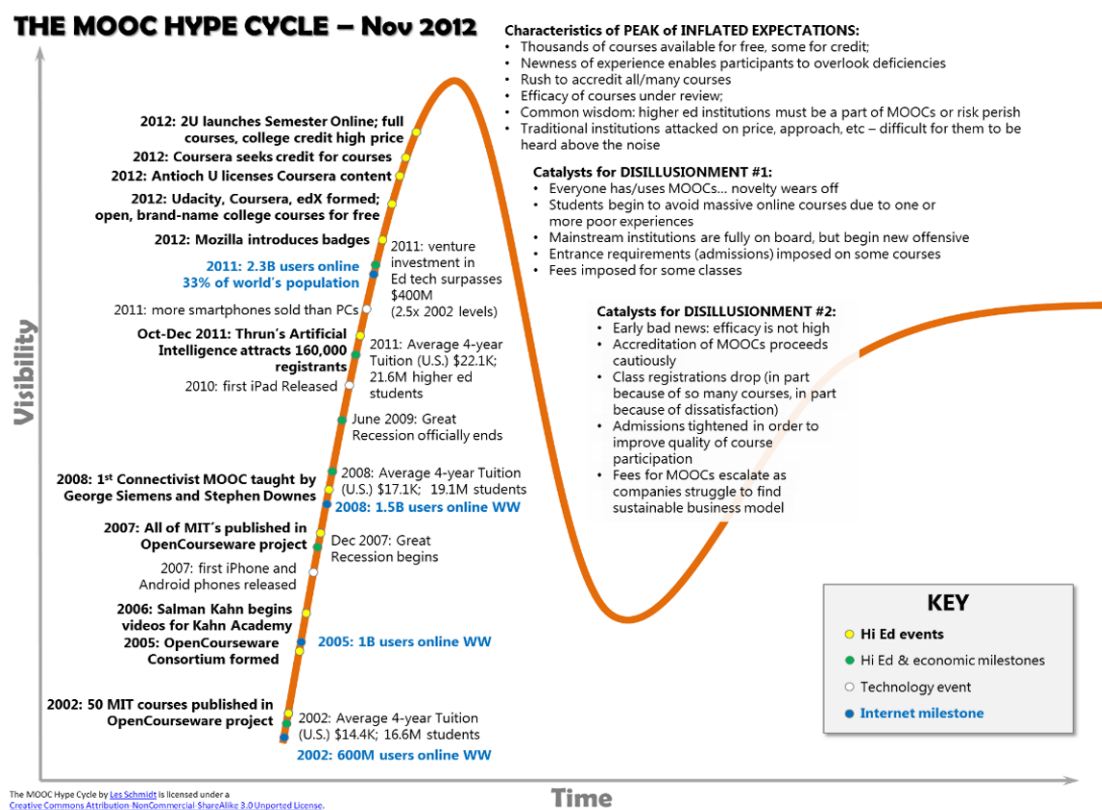 THE MOOC HYPE CYCLE – Nov 2012
Characteristics of PEAK of INFLATED EXPECTATIONS:
• Thousands of courses available for free, some for credit;
• Newness of experience enables participants to overlook deficiencies
• Rush to accredit all/many courses
• Efficacy of courses under review;
• Common wisdom: higher ed institutions must be a part of MOOCs or risk perish
• Traditional institutions attacked on price, approach, etc – difficult for them to be
heard above the noise
Catalysts for DISILLUSIONMENT #1:
• Everyone has/uses MOOCs... novelty wears off
• Students begin to avoid massive online courses due to one or
more poor experiences
• Mainstream institutions are fully on board, but begin new offensive
• Entrance requirements (admissions) imposed on some courses
• Fees imposed for some classes
Catalysts for DISILLUSIONMENT #2:
• Early bad news: efficacy is not high
• Accreditation of MOOCs proceeds
cautiously
• Class registrations drop (in part
because of so many courses, in part
because of dissatisfaction)
• Admissions tightened in order to
improve quality of course
participation
• Fees for MOOCs escalate as
companies struggle to find
sustainable business model
2012: 2U launches Semester Online; full
courses, college credit high price
2012: Coursera seeks credit for courses
2012: Antioch U licenses Coursera content
2012: Udacity, Coursera, edX formed;
open, brand-name college courses for free
2012: Mozilla introduces badges
2011: venture
investment in
Ed tech surpasses
$400M
(2.5x 2002 levels)
2011: 2.3B users online
33% of world's population
2011: more smartphones sold than PCs
Oct-Dec 2011: Thrun's Artificial
Intelligence attracts 160,000
registrants
2011: Average 4-year
Tuition (U.S.) $22.1K;
21.6M higher ed
students
2010: first iPad Released
June 2009: Great
Recession officially ends
2008: 1st Connectivist MOOC taught by
George Siemens and Stephen Downes
2008: Average 4-year Tuition
(U.S.) $17.1K; 19.1M students
2008: 1.5B users online WW
2007: All of MIT's published in
OpenCourseware project
Dec 2007: Great
Recession begins
2007: first iPhone and
Android phones released
2006: Salman Kahn begins
videos for Kahn Academy
2005: OpenCourseware
Consortium formed
2005: 1B users online WW
2002: 50 MIT courses published in
OpenCourseware project
2002: Average 4-year Tuition
(U.S.) $14.4K; 16.6M students
2002: 600M users online WW
Visibility
KEY
Hi Ed events
Hi Ed & economic milestones
Technology event
Internet milestone
Time
The MOOC Hype Cycle by Les Schmidt is licensed under a
Creative Commons Attribution-NonCommercial-ShareAlike 3.0 Unported License.